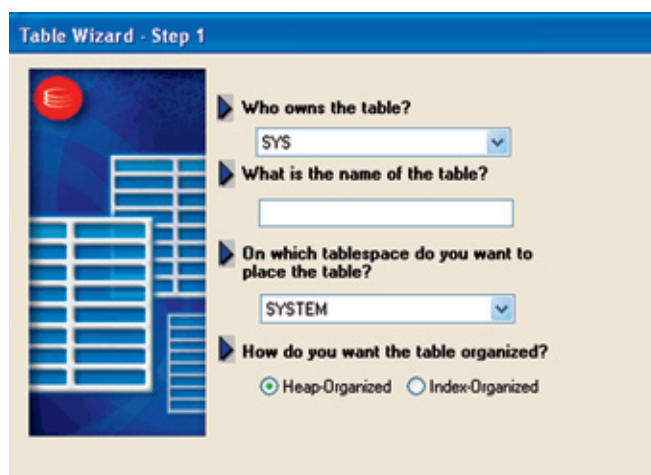 Table Wizard - Step 1
Who owns the table?
SYS
What is the name of the table?
On which tablespace do you want to
place the table?
SYSTEM
How do you want the table organized?
Heap-Organized Index-Organized